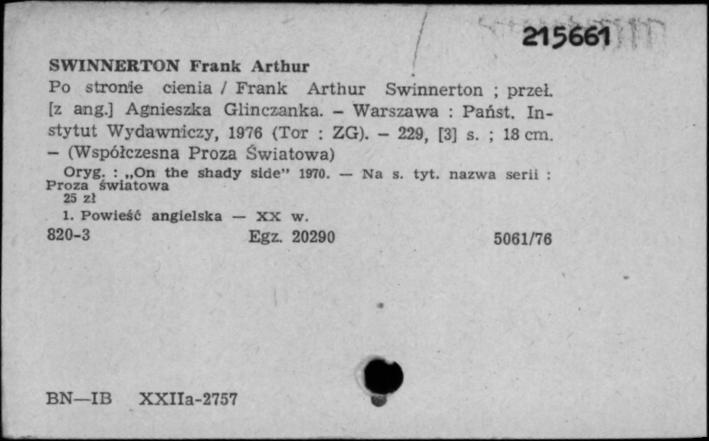 215661
SWINNERTON Frank Arthur
Po stronie cienia / Frank Arthur Swinnerton ; przeł.
[z ang.] Agnieszka Glinczanka. – Warszawa : Państ. In-
stytut Wydawniczy, 1976 (Tor : ZG). – 229, [3] s. ; 18 cm.
– (Współczesna Proza Światowa)
Oryg. : „On the shady side” 1970. — Na s. tyt. nazwa serii :
Proza światowa
25 zł
1. Powieść angielska — XX w.
820-3 Egz. 20290 5061/76
BN—IB XXIIa-2757